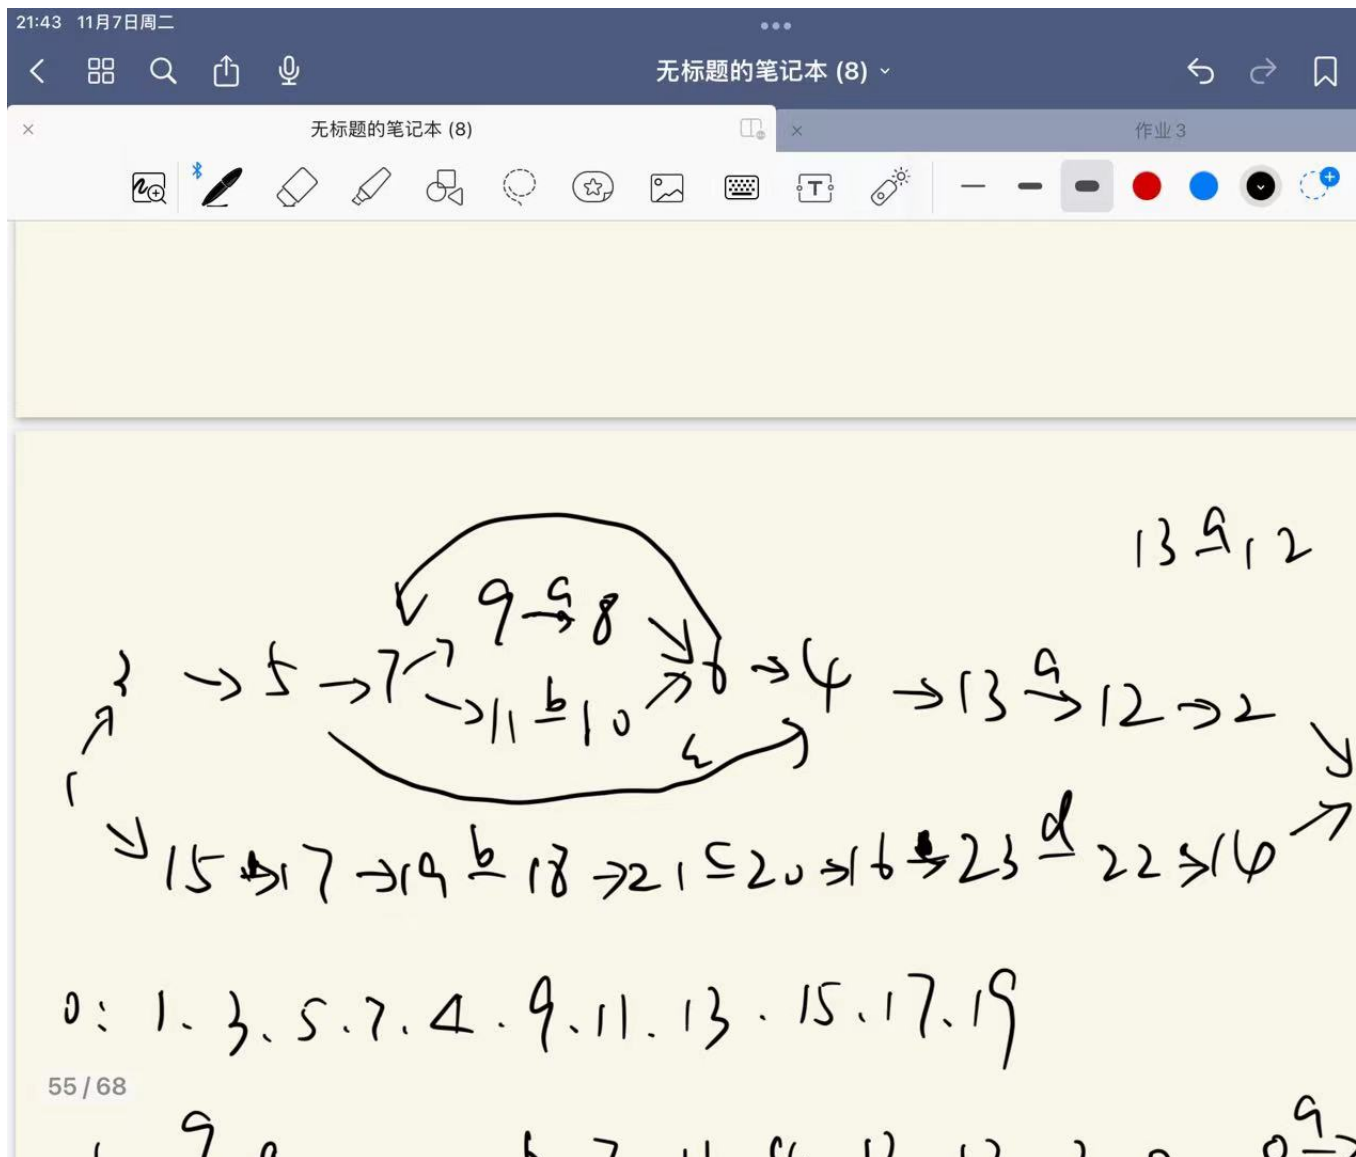 21:43 11月7日周二
无标题的笔记本 (8)
无标题的笔记本 (8) 作业 3
T
13 a 12
9 a 8
3 → 5 → 7 6 → 4 → 13 a 12 → 2
11 b 10
ε
1
15 → 17 → 19 b 18 → 21 c 20 → 16 → 23 d 22 → 14
0: 1. 3. 5. 7. 4. 9. 11. 13. 15. 17. 19
55 / 68